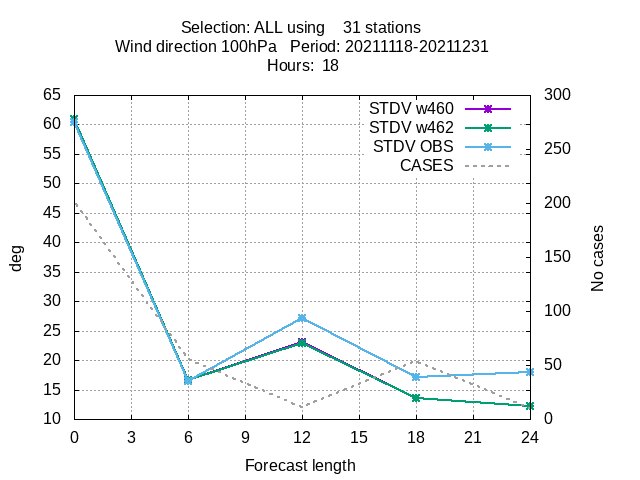 Selection: ALL using    31 stations
Wind direction 100hPa   Period: 20211118-20211231
Hours:  18
STDV w460
STDV w462
STDV OBS
CASES
65
60
55
50
45
40
35
30
25
20
15
10
deg
300
250
200
150
100
50
0
No cases
0 3 6 9 12 15 18 21 24
Forecast length